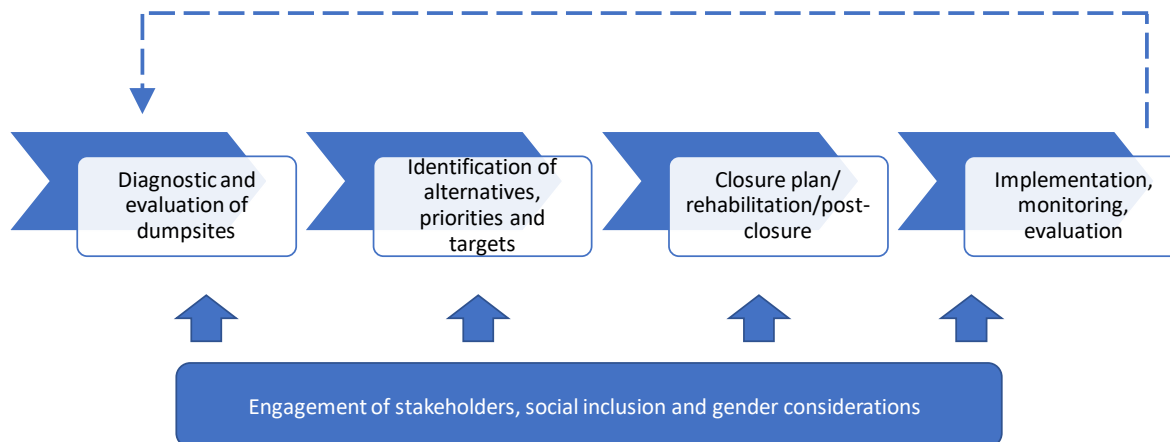 Diagnostic and
evaluation of
dumpsites
Identification of
alternatives,
priorities and
targets
Closure plan/
rehabilitation/post-
closure
Implementation,
monitoring,
evaluation
Engagement of stakeholders, social inclusion and gender considerations